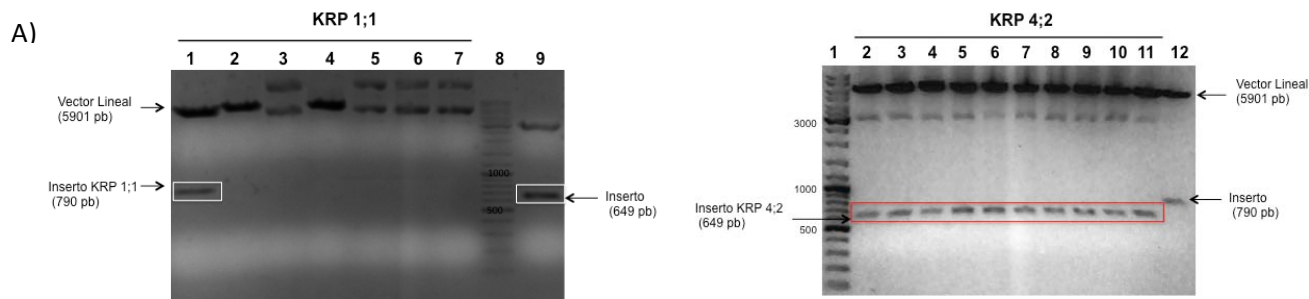 A)
KRP 1;1
1 2 3 4 5 6 7 8 9
Vector Lineal
(5901 pb)
Inserto KRP 1;1
(790 pb)
1000
500
Inserto
(649 pb)
KRP 4;2
1 2 3 4 5 6 7 8 9 10 11 12
Vector Lineal
(5901 pb)
3000
1000
500
Inserto KRP 4;2
(649 pb)
Inserto
(790 pb)